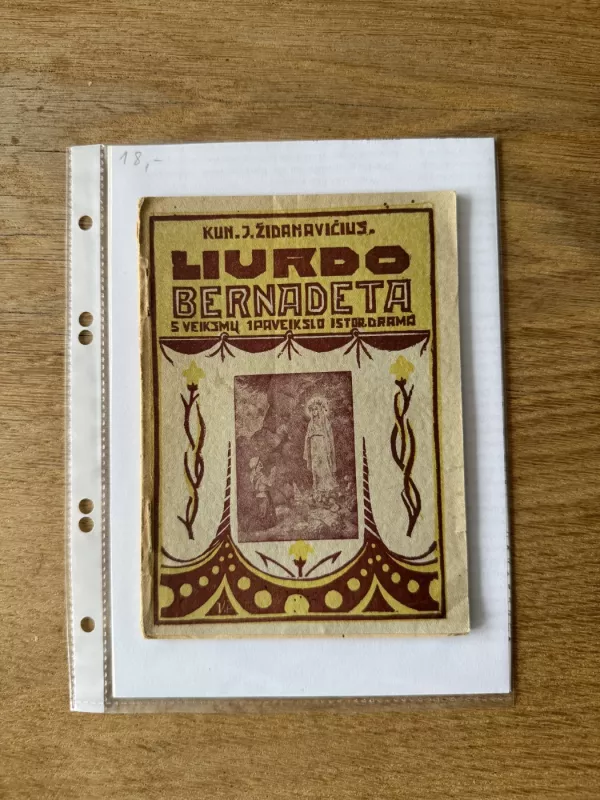 18,-
KUN. J. ŽIDANAVIČIUS.
LIURDO
BERNADETA
5 VEIKSMŲ 1 PAVEIKSLO ISTOR. DRAMA